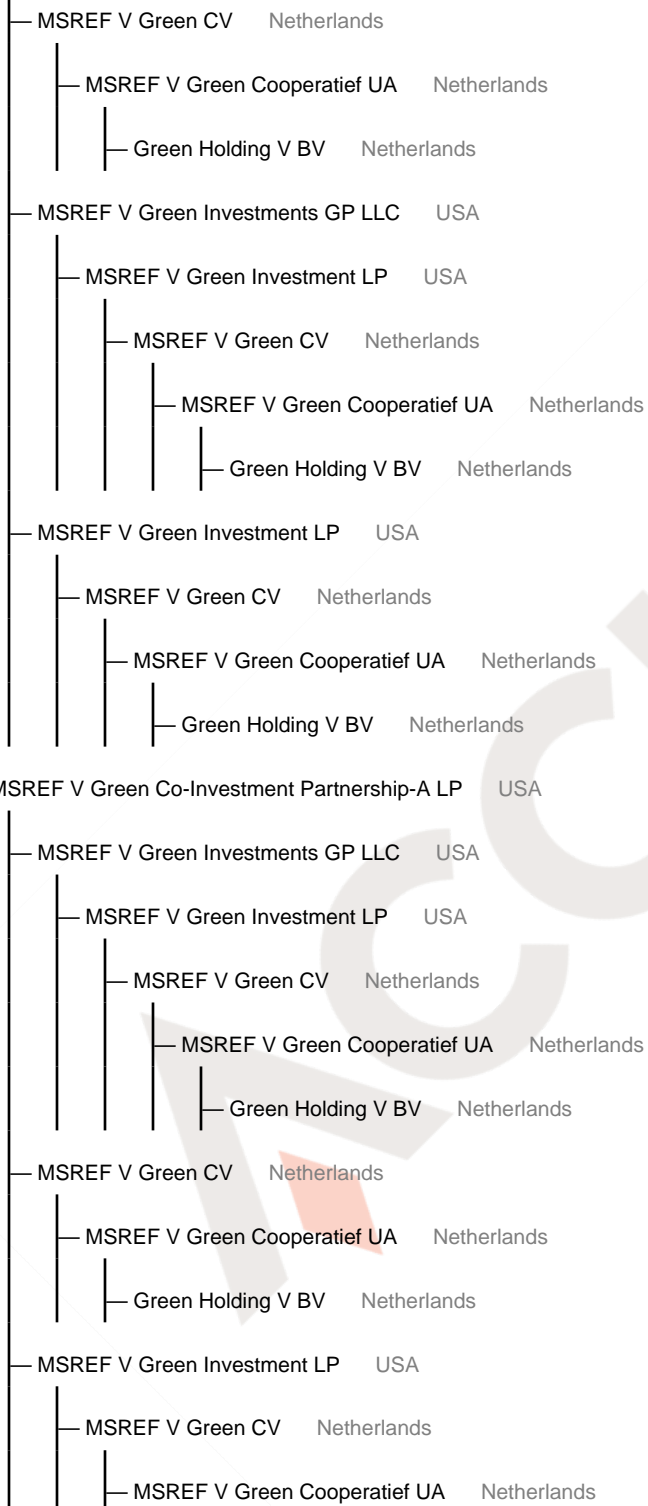 MSREF V Green CV Netherlands
MSREF V Green Cooperatief UA Netherlands
Green Holding V BV Netherlands
MSREF V Green Investments GP LLC USA
MSREF V Green Investment LP USA
MSREF V Green CV Netherlands
MSREF V Green Cooperatief UA Netherlands
Green Holding V BV Netherlands
MSREF V Green Investment LP USA
MSREF V Green CV Netherlands
MSREF V Green Cooperatief UA Netherlands
Green Holding V BV Netherlands
MSREF V Green Co-Investment Partnership-A LP USA
MSREF V Green Investments GP LLC USA
MSREF V Green Investment LP USA
MSREF V Green CV Netherlands
MSREF V Green Cooperatief UA Netherlands
Green Holding V BV Netherlands
MSREF V Green CV Netherlands
MSREF V Green Cooperatief UA Netherlands
Green Holding V BV Netherlands
MSREF V Green Investment LP USA
MSREF V Green CV Netherlands
MSREF V Green Cooperatief UA Netherlands